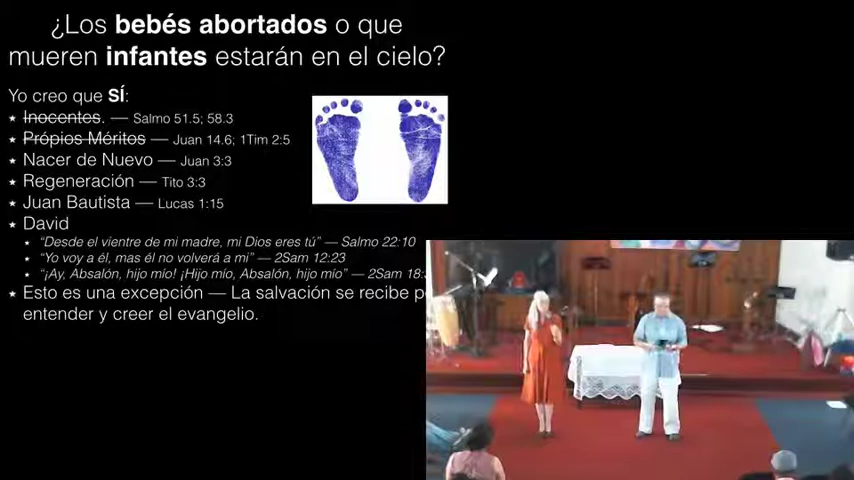 ¿Los bebés abortados o que
mueren infantes estarán en el cielo?
Yo creo que SÍ:
★ Inocentes. — Salmo 51.5; 58.3
★ Própios Méritos — Juan 14.6; 1Tim 2:5
★ Nacer de Nuevo — Juan 3:3
★ Regeneración — Tito 3:3
★ Juan Bautista — Lucas 1:15
★ David
★ “Desde el vientre de mi madre, mi Dios eres tú” — Salmo 22:10
★ “Yo voy a él, mas él no volverá a mi” — 2Sam 12:23
★ “¡Ay, Absalón, hijo mío! ¡Hijo mío, Absalón, hijo mío” — 2Sam 18:
★ Esto es una excepción — La salvación se recibe
entender y creer el evangelio.